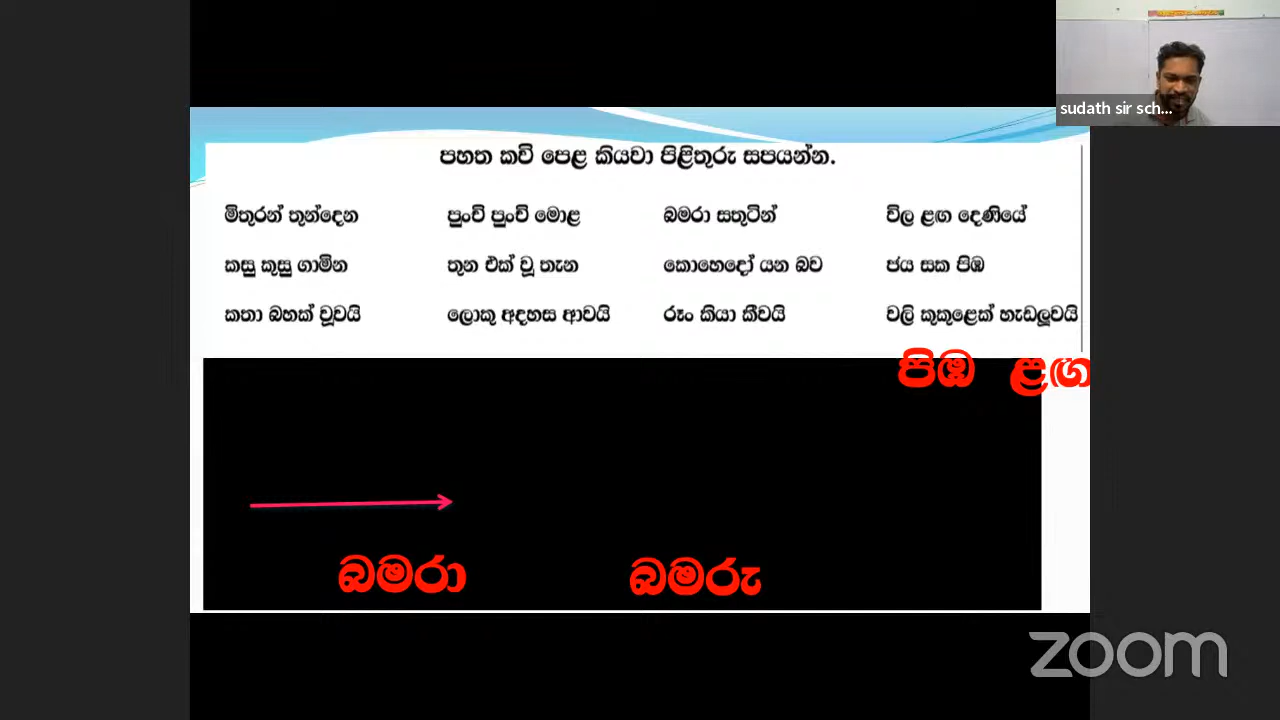 sudath sir sch...
පහත කවි පෙළ කියවා පිළිතුරු සපයන්න.
මිතුරන් තුන්දෙන
කසු කුසු ගාමින
කතා බහක් වූවයි
පුංචි පුංචි මොළ
තුන එක් වූ තැන
ලොකු අදහස ආවයි
බමරා සතුටින්
කොහෙදෝ යන බව
රූං කියා කීවයි
විල ළඟ දෙණියේ
ජය සක පිඹ
වලි කුකුළෙක් හැඩලූවයි
පිඹ ළඟ
බමරා බමරු
zoom